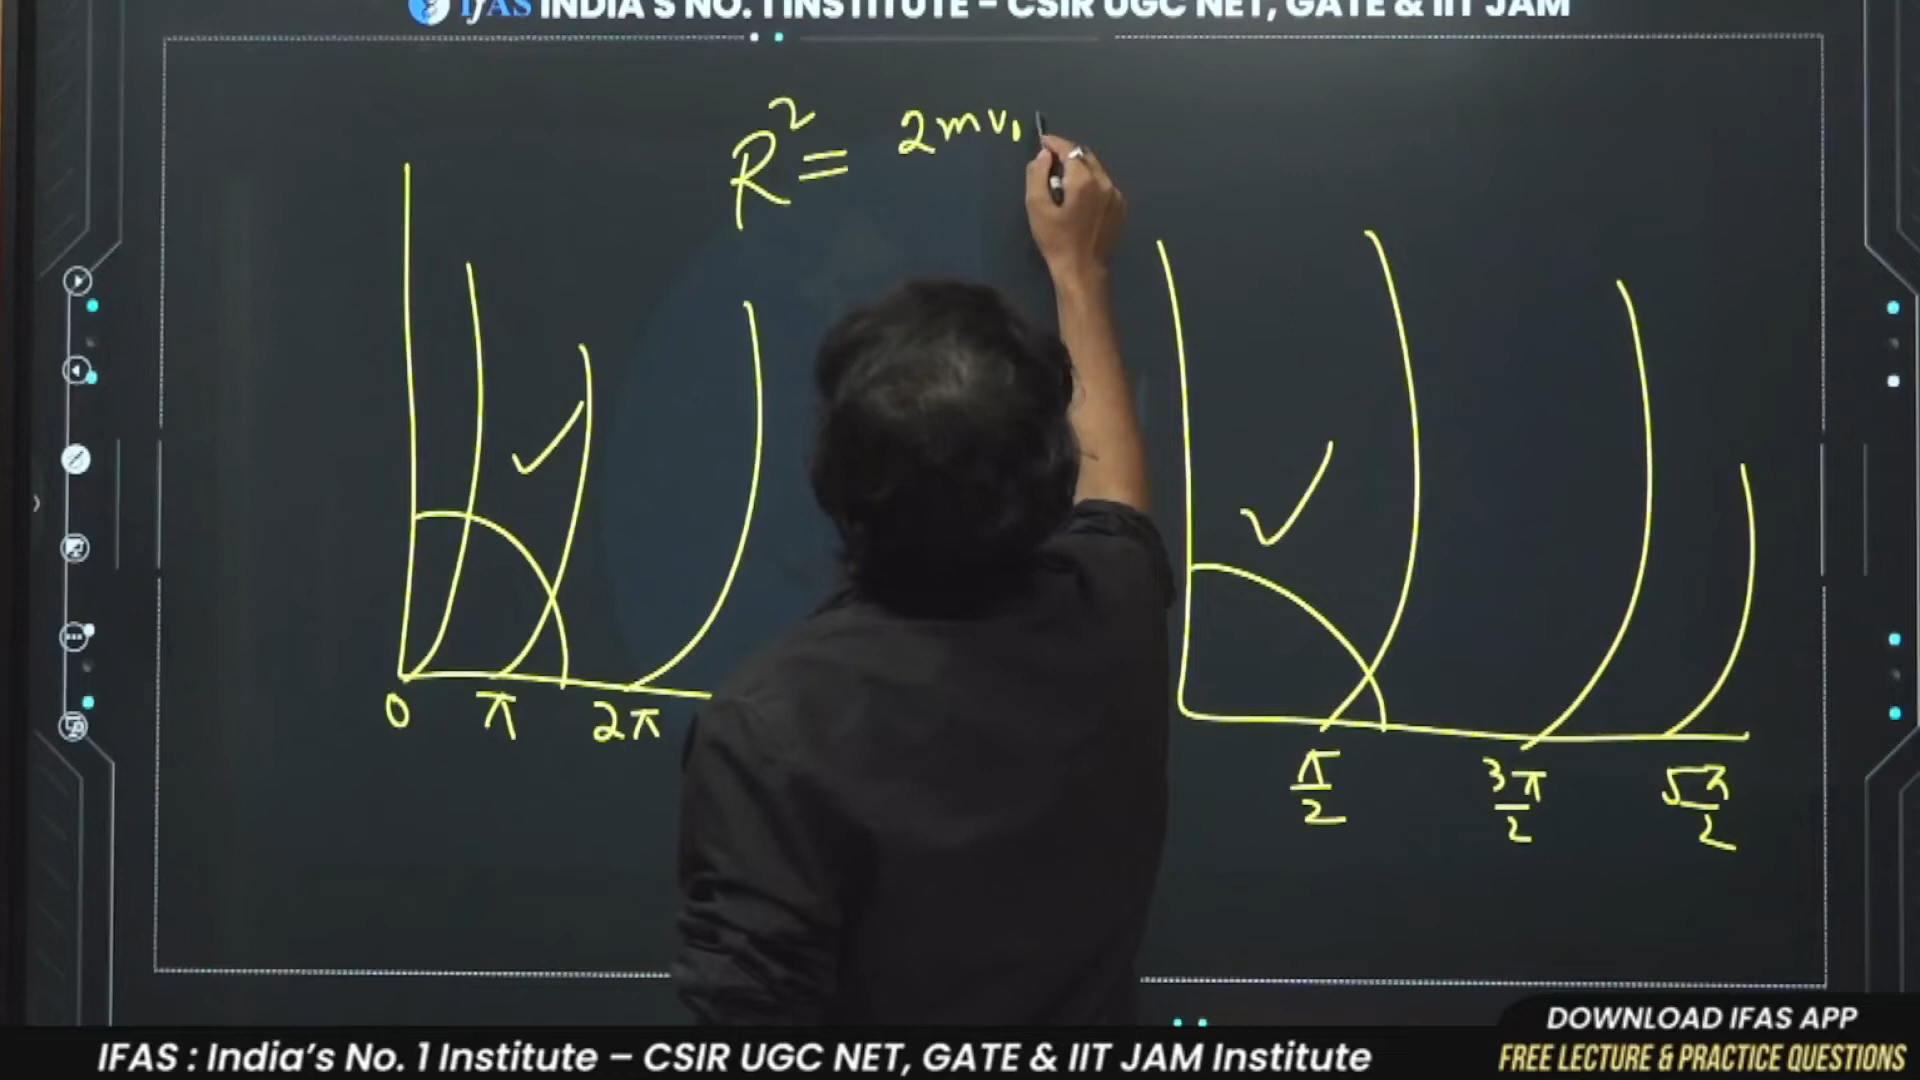 IFAS INDIA'S NO. 1 INSTITUTE – CSIR UGC NET, GATE & IIT JAM
R² = 2mv₁
0 π 2π
π/2 3π/2 5π/2
DOWNLOAD IFAS APP
IFAS : India's No. 1 Institute – CSIR UGC NET, GATE & IIT JAM Institute
FREE LECTURE & PRACTICE QUESTIONS